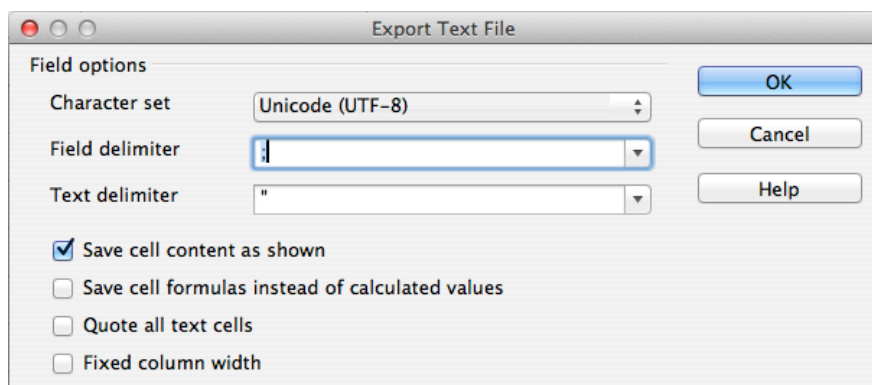 Export Text File
Field options
OK
Character set Unicode (UTF-8)
Cancel
Field delimiter ;
Text delimiter "
Help
Save cell content as shown
Save cell formulas instead of calculated values
Quote all text cells
Fixed column width